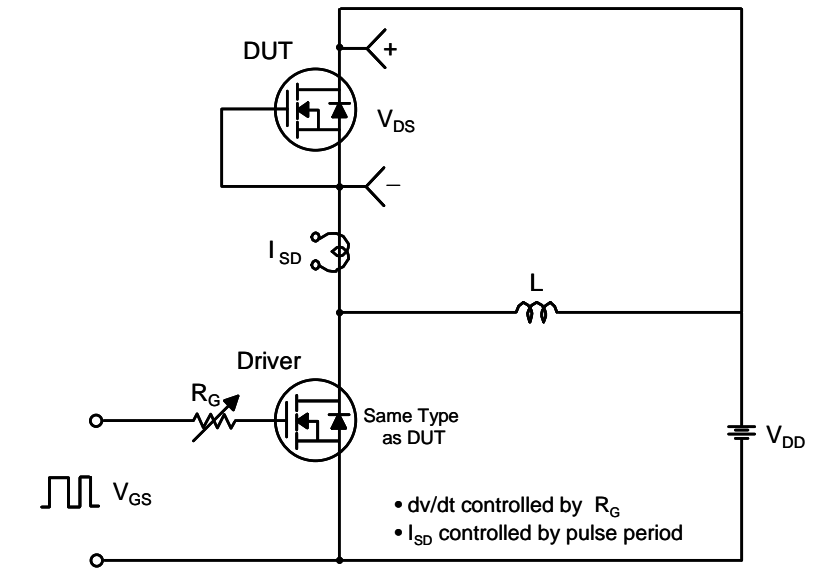 DUT
+
V_DS
–
I_SD
L
Driver
R_G
Same Type
as DUT
V_DD
V_GS
• dv/dt controlled by R_G
• I_SD controlled by pulse period